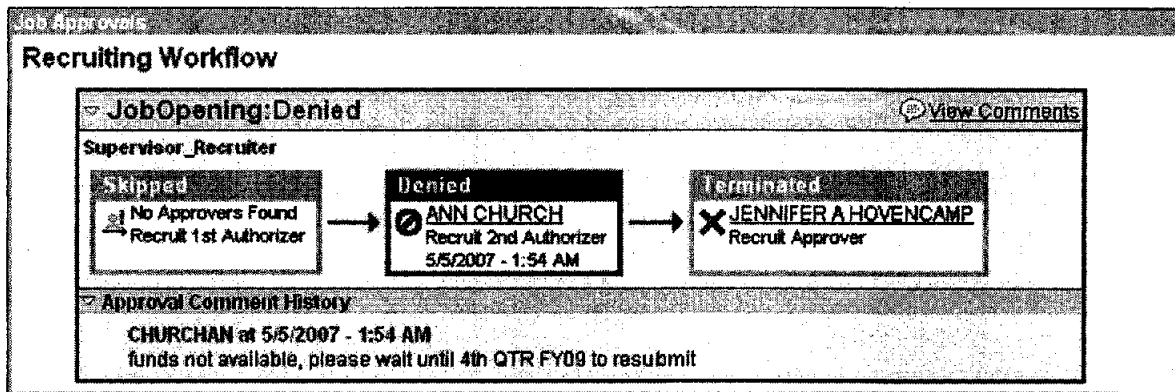 Job Approvals
Recruiting Workflow
JobOpening:Denied View Comments
Supervisor_Recruiter
Skipped
No Approvers Found
Recruit 1st Authorizer
Denied
ANN CHURCH
Recruit 2nd Authorizer
5/5/2007 - 1:54 AM
Terminated
JENNIFER A HOVENCAMP
Recruit Approver
Approval Comment History
CHURCHAN at 5/5/2007 - 1:54 AM
funds not available, please wait until 4th QTR FY09 to resubmit